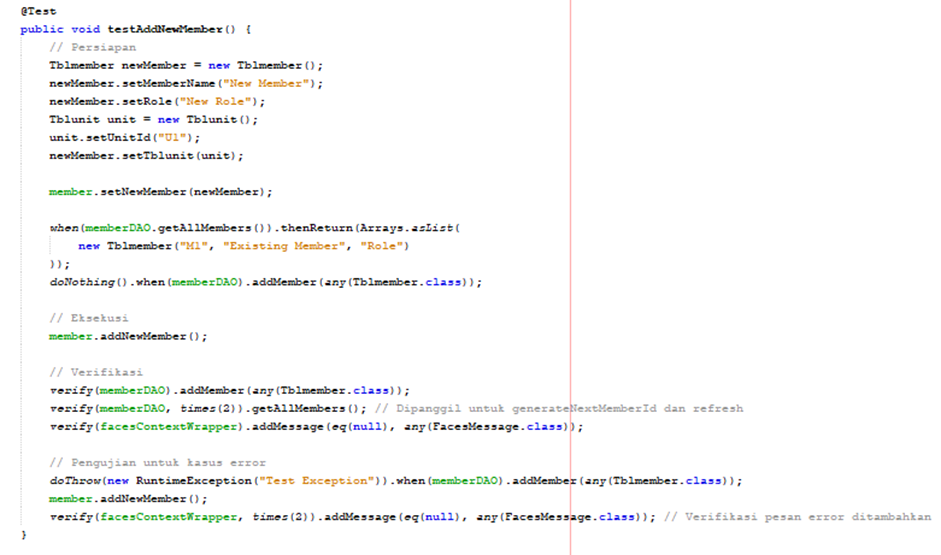 @Test
public void testAddNewMember() {
    // Persiapan
    Tblmember newMember = new Tblmember();
    newMember.setMemberName("New Member");
    newMember.setRole("New Role");
    Tblunit unit = new Tblunit();
    unit.setUnitId("U1");
    newMember.setTblunit(unit);

    member.setNewMember(newMember);

    when(memberDAO.getAllMembers()).thenReturn(Arrays.asList(
        new Tblmember("M1", "Existing Member", "Role")
    ));
    doNothing().when(memberDAO).addMember(any(Tblmember.class));

    // Eksekusi
    member.addNewMember();

    // Verifikasi
    verify(memberDAO).addMember(any(Tblmember.class));
    verify(memberDAO, times(2)).getAllMembers(); // Dipanggil untuk generateNextMemberId dan refresh
    verify(facesContextWrapper).addMessage(eq(null), any(FacesMessage.class));

    // Pengujian untuk kasus error
    doThrow(new RuntimeException("Test Exception")).when(memberDAO).addMember(any(Tblmember.class));
    member.addNewMember();
    verify(facesContextWrapper, times(2)).addMessage(eq(null), any(FacesMessage.class)); // Verifikasi pesan error ditambahkan
}